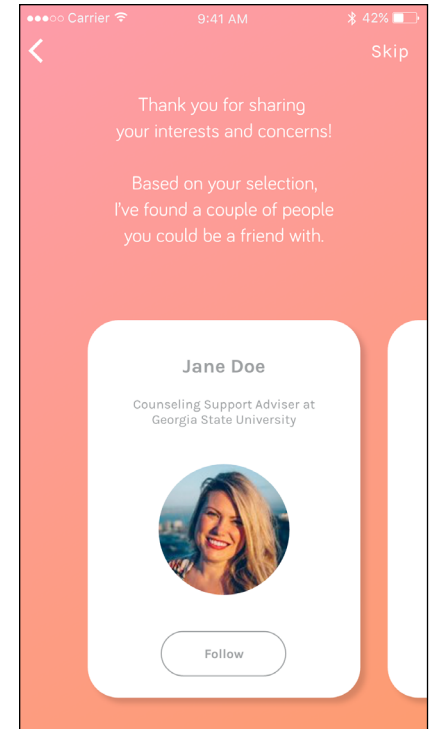 Carrier 9:41 AM 42%
Skip
Thank you for sharing
your interests and concerns!
Based on your selection,
I've found a couple of people
you could be a friend with.
Jane Doe
Counseling Support Adviser at
Georgia State University
Follow